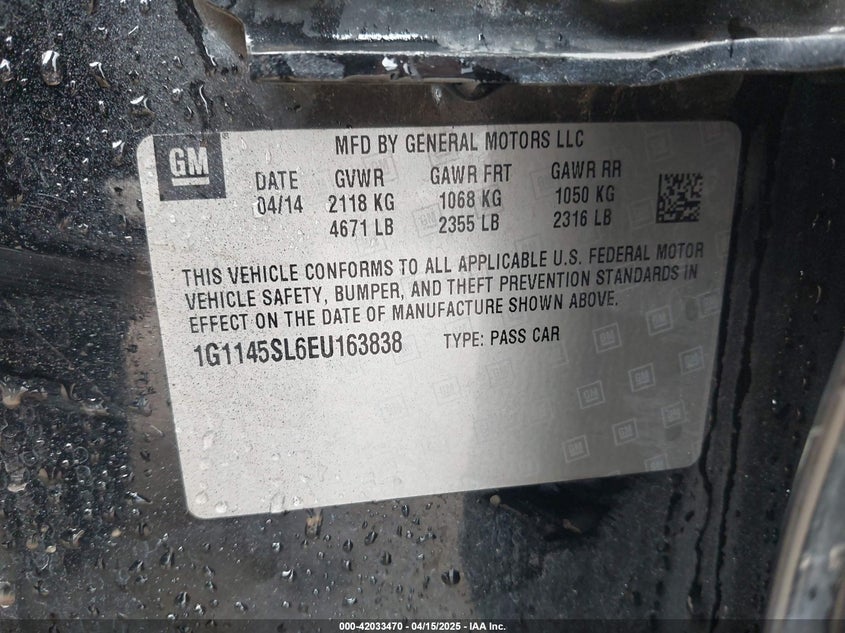 GM
MFD BY GENERAL MOTORS LLC
DATE GVWR GAWR FRT GAWR RR
04/14 2118 KG 1068 KG 1050 KG
4671 LB 2355 LB 2316 LB
THIS VEHICLE CONFORMS TO ALL APPLICABLE U.S. FEDERAL MOTOR
VEHICLE SAFETY, BUMPER, AND THEFT PREVENTION STANDARDS IN
EFFECT ON THE DATE OF MANUFACTURE SHOWN ABOVE.
1G1145SL6EU163838 TYPE: PASS CAR
000-42033470 - 04/15/2025 - IAA Inc.